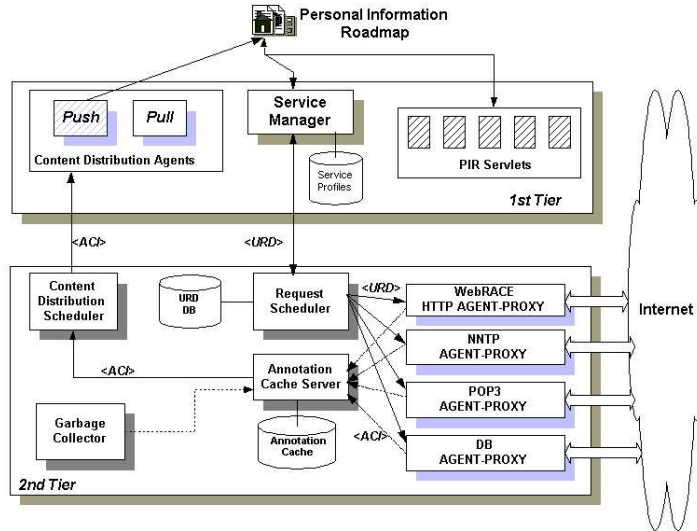 Personal Information
Roadmap
Push
Pull
Content Distribution Agents
Service
Manager
Service
Profiles
PIR Servlets
1st Tier
<ACI>
<URD>
Content
Distribution
Scheduler
URD
DB
Request
Scheduler
<URD>
WebRACE
HTTP AGENT-PROXY
Internet
NNTP
AGENT-PROXY
<ACI>
Annotation
Cache Server
POP3
AGENT-PROXY
Garbage
Collector
Annotation
Cache
<ACI>
DB
AGENT-PROXY
2nd Tier